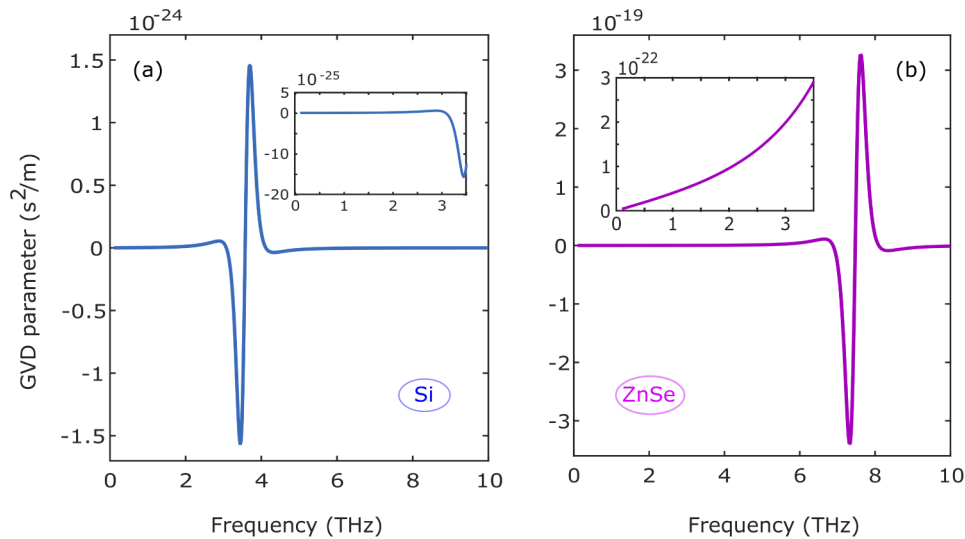 10^-24
(a)
1.5
1
0.5
0
-0.5
-1
-1.5
0 2 4 6 8 10
GVD parameter (s²/m)
Frequency (THz)
Si
10^-25
5
0
-10
-20
0 1 2 3
10^-19
(b)
3
2
1
0
-1
-2
-3
0 2 4 6 8 10
Frequency (THz)
ZnSe
10^-22
3
2
1
0
0 1 2 3